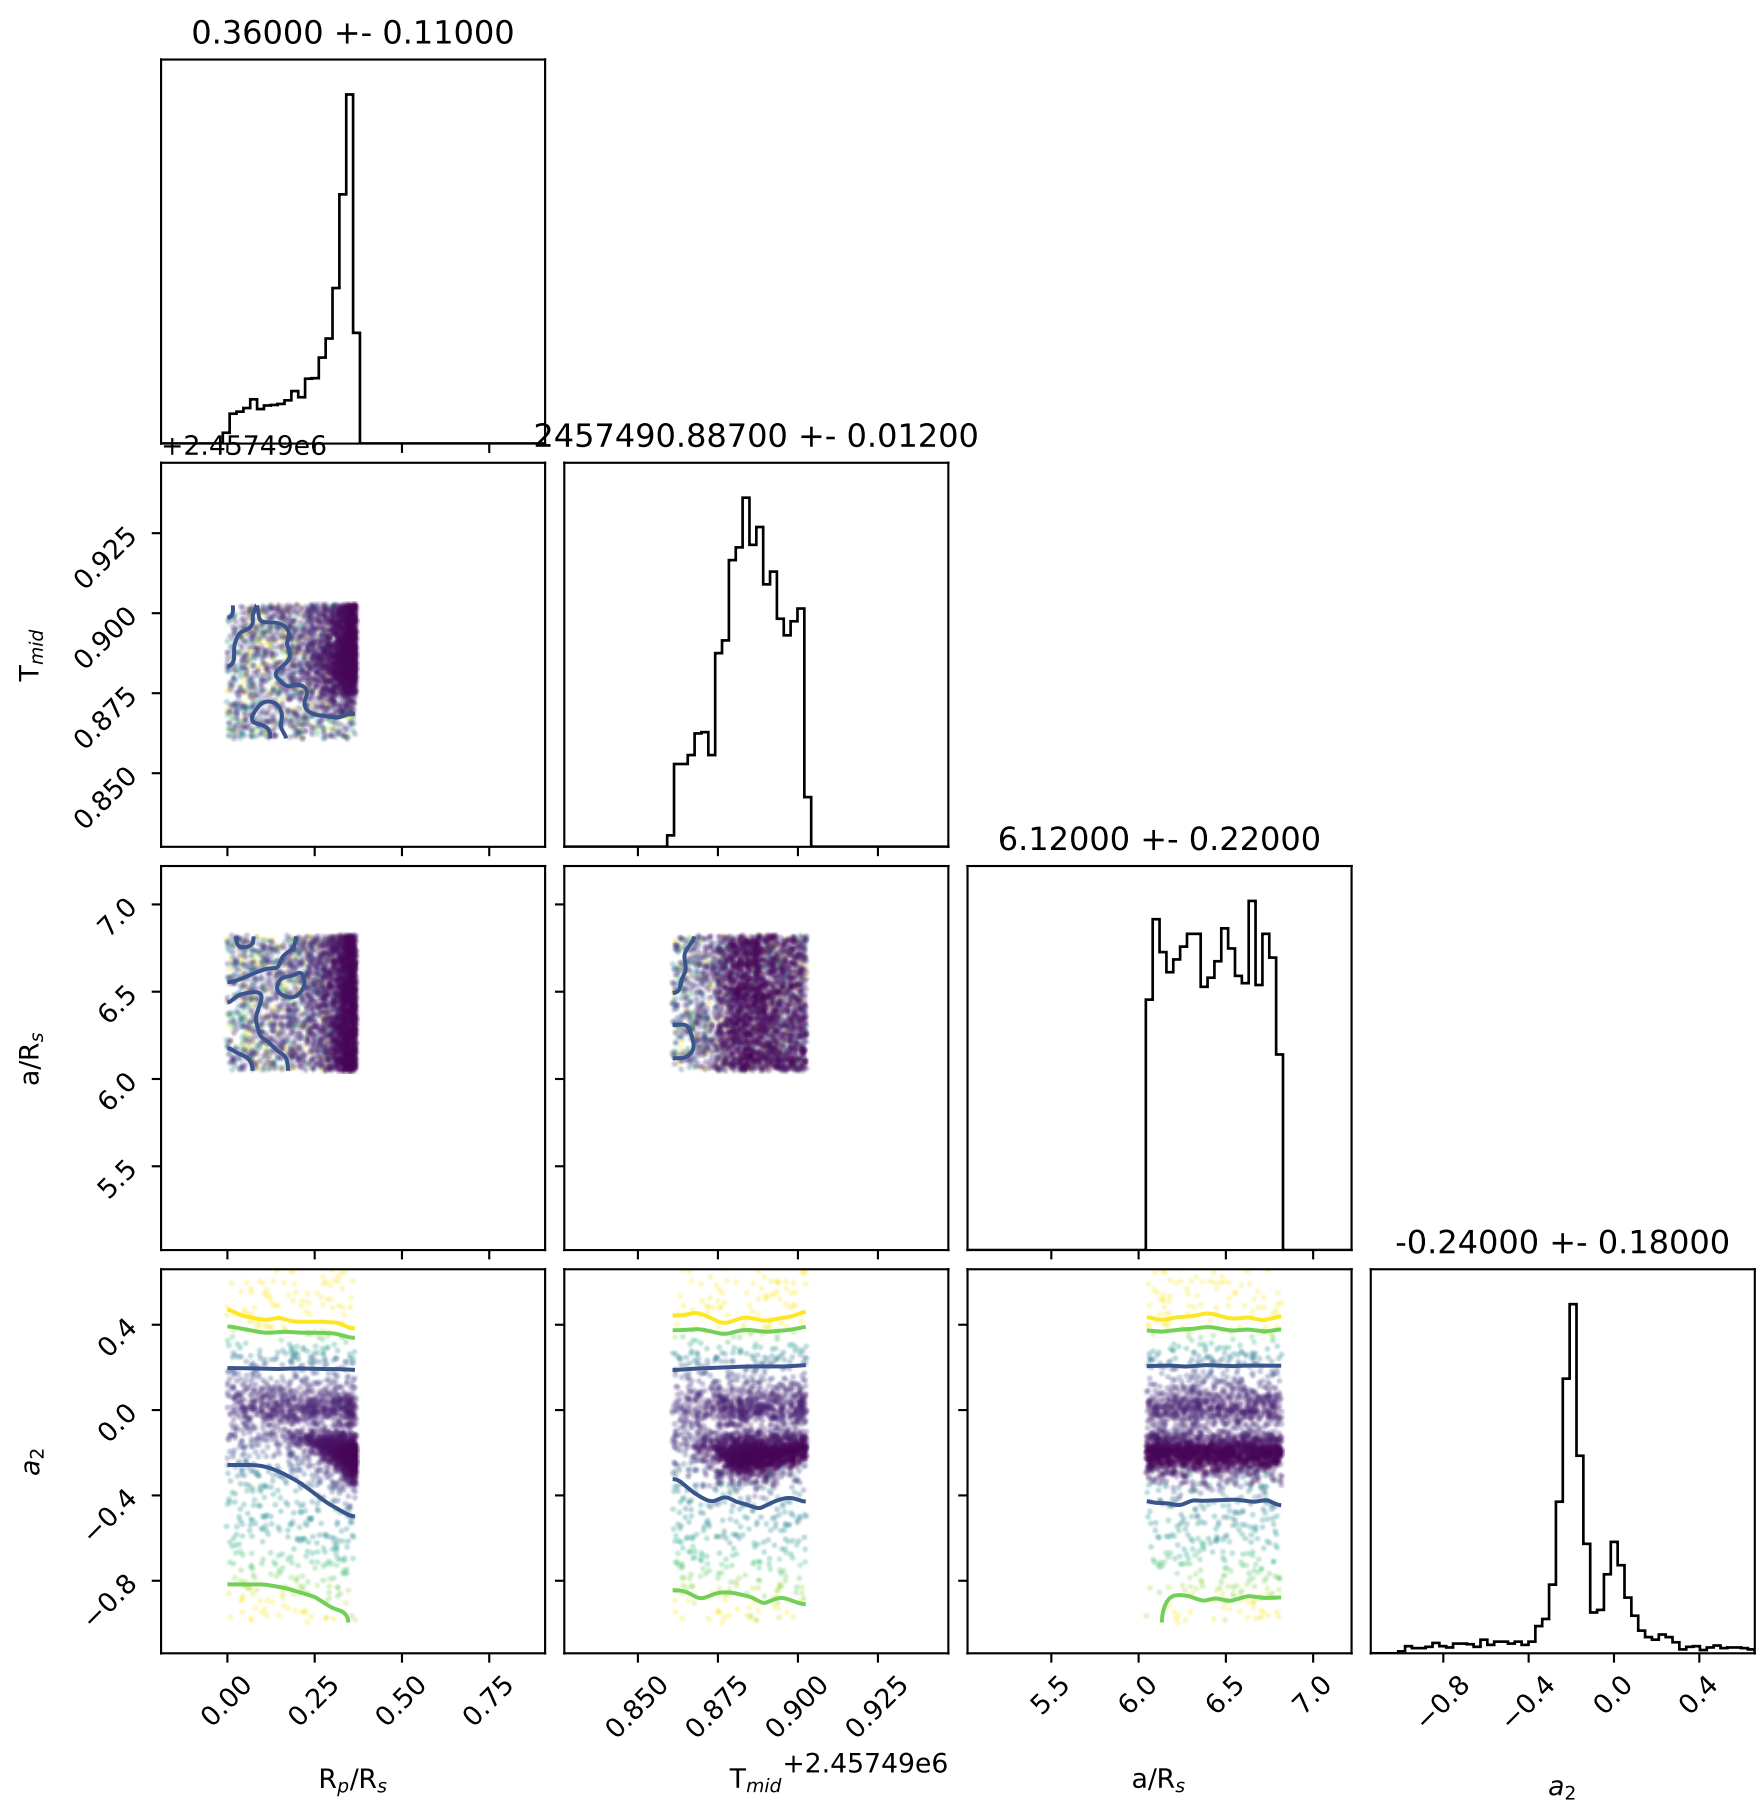 0.36000 +- 0.11000
+2.45749e6
2457490.88700 +- 0.01200
0.925
0.900
0.875
0.850
T_mid
6.12000 +- 0.22000
7.0
6.5
6.0
5.5
a/R_s
-0.24000 +- 0.18000
0.4
0.0
−0.4
−0.8
a_2
0.00 0.25 0.50 0.75
0.850 0.875 0.900 0.925
5.5 6.0 6.5 7.0
−0.8 −0.4 0.0 0.4
+2.45749e6
R_p/R_s
T_mid
a/R_s
a_2